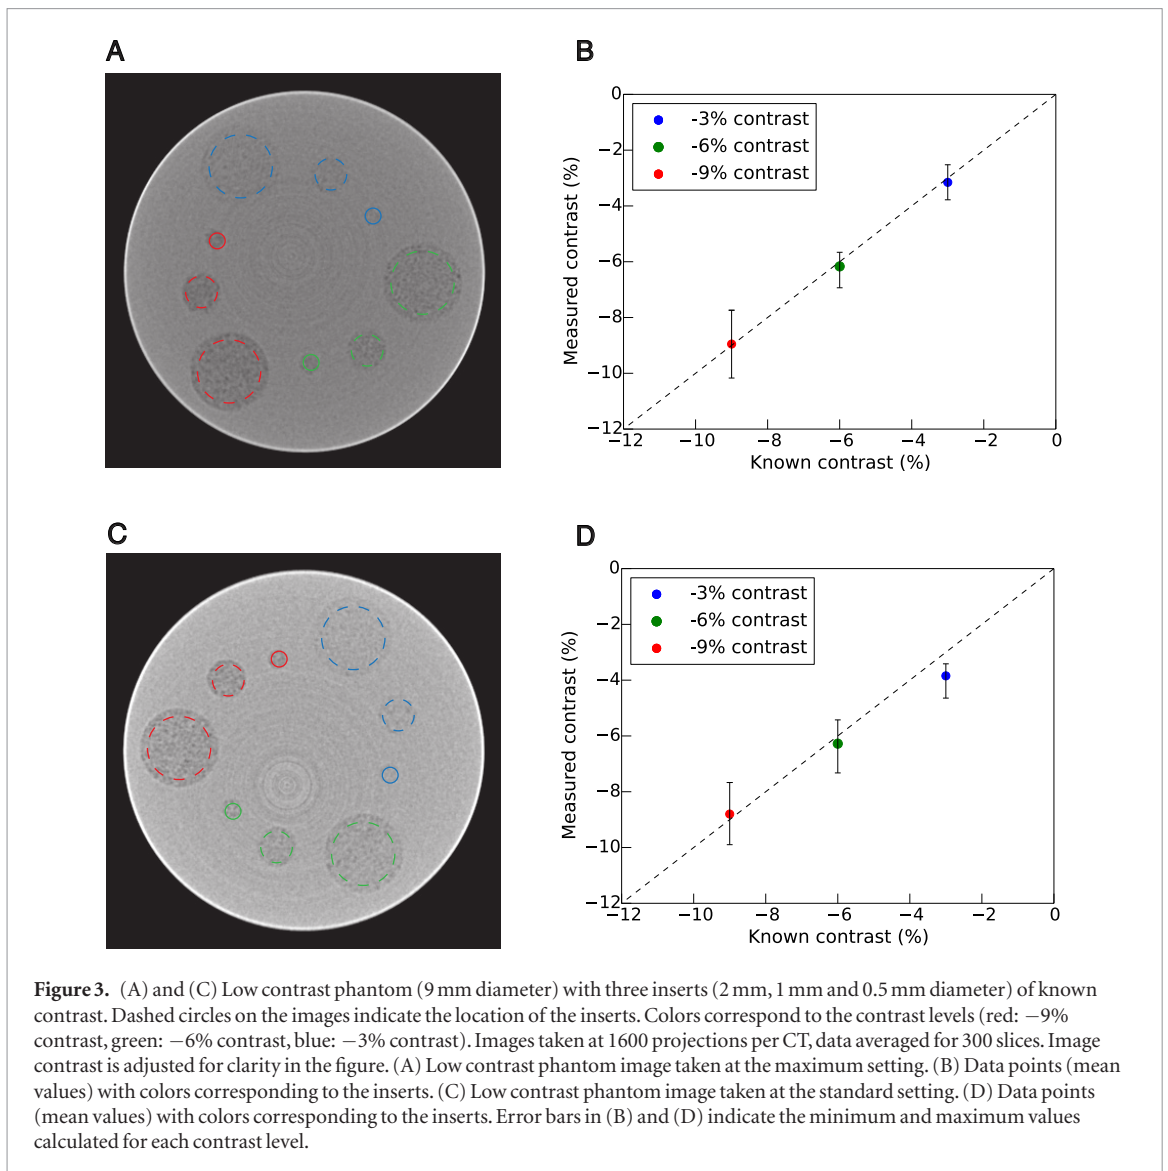 A
B
0
−2
−4
−6
−8
−10
−12
Measured contrast (%)
-3% contrast
-6% contrast
-9% contrast
−12 −10 −8 −6 −4 −2 0
Known contrast (%)
C
D
0
−2
−4
−6
−8
−10
−12
Measured contrast (%)
-3% contrast
-6% contrast
-9% contrast
−12 −10 −8 −6 −4 −2 0
Known contrast (%)
Figure 3. (A) and (C) Low contrast phantom (9 mm diameter) with three inserts (2 mm, 1 mm and 0.5 mm diameter) of known
contrast. Dashed circles on the images indicate the location of the inserts. Colors correspond to the contrast levels (red: −9%
contrast, green: −6% contrast, blue: −3% contrast). Images taken at 1600 projections per CT, data averaged for 300 slices. Image
contrast is adjusted for clarity in the figure. (A) Low contrast phantom image taken at the maximum setting. (B) Data points (mean
values) with colors corresponding to the inserts. (C) Low contrast phantom image taken at the standard setting. (D) Data points
(mean values) with colors corresponding to the inserts. Error bars in (B) and (D) indicate the minimum and maximum values
calculated for each contrast level.